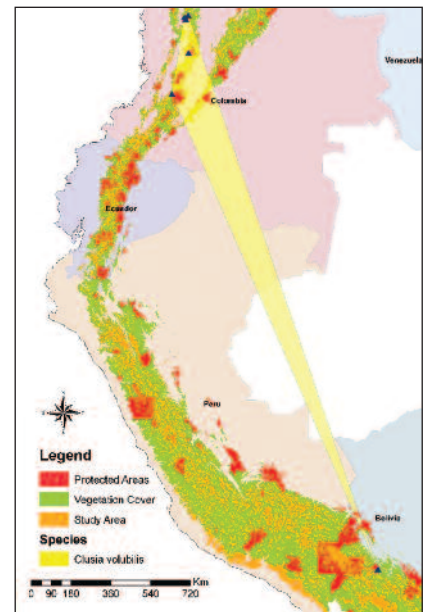 Venezuela
Columbia
Ecuador
Peru
Bolivia
Legend
Protected Areas
Vegetation Cover
Study Area
Species
Clusia volubilis
Km
0 90 180 360 540 720